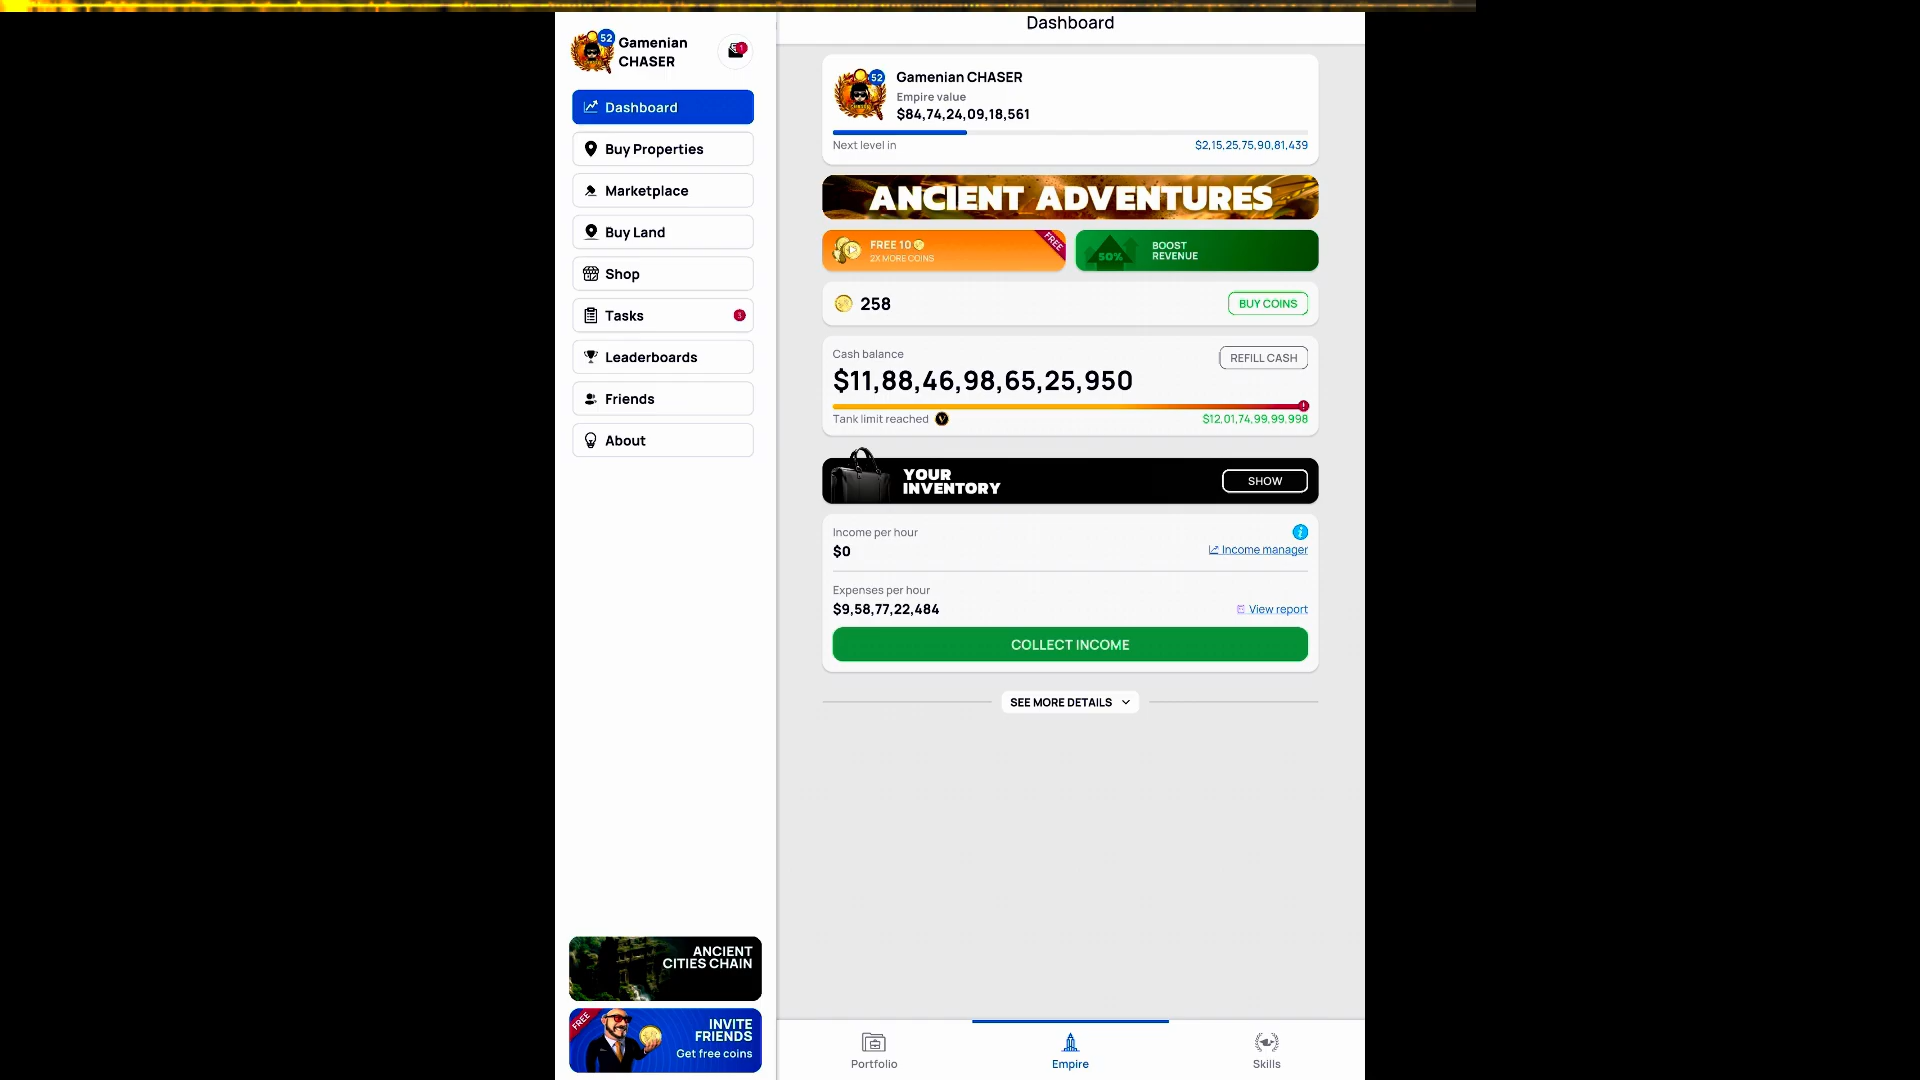 52
Gamenian
CHASER
1
Dashboard
Buy Properties
Marketplace
Buy Land
Shop
Tasks
3
Leaderboards
Friends
About
ANCIENT
CITIES CHAIN
FREE
INVITE
FRIENDS
Get free coins
Dashboard
52
Gamenian CHASER
Empire value
$84,74,24,09,18,561
Next level in
$2,15,25,75,90,81,439
ANCIENT ADVENTURES
FREE 10
2X MORE COINS
FREE
50%
BOOST
REVENUE
258
BUY COINS
Cash balance
REFILL CASH
$11,88,46,98,65,25,950
!
Tank limit reached
V
$12,01,74,99,99,998
YOUR
INVENTORY
SHOW
Income per hour
i
$0
Income manager
Expenses per hour
$9,58,77,22,484
View report
COLLECT INCOME
SEE MORE DETAILS
Portfolio
Empire
Skills